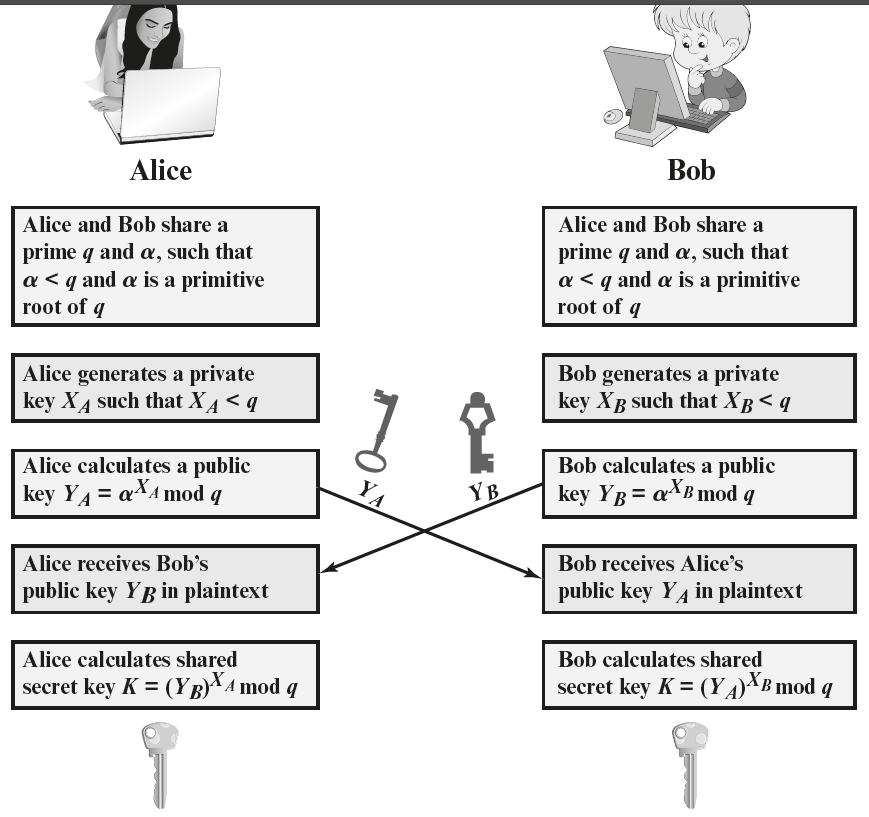 Alice
Bob
Alice and Bob share a
prime q and α, such that
α < q and α is a primitive
root of q
Alice and Bob share a
prime q and α, such that
α < q and α is a primitive
root of q
Alice generates a private
key X_A such that X_A < q
Bob generates a private
key X_B such that X_B < q
Alice calculates a public
key Y_A = α^X_A mod q
Y_A
Y_B
Bob calculates a public
key Y_B = α^X_B mod q
Alice receives Bob's
public key Y_B in plaintext
Bob receives Alice's
public key Y_A in plaintext
Alice calculates shared
secret key K = (Y_B)^X_A mod q
Bob calculates shared
secret key K = (Y_A)^X_B mod q